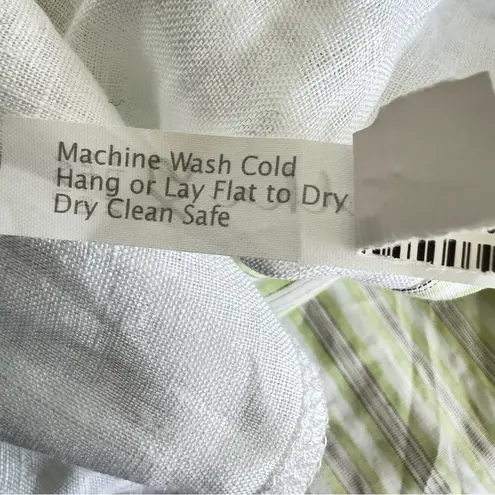 Machine Wash Cold
Hang or Lay Flat to Dry
Dry Clean Safe